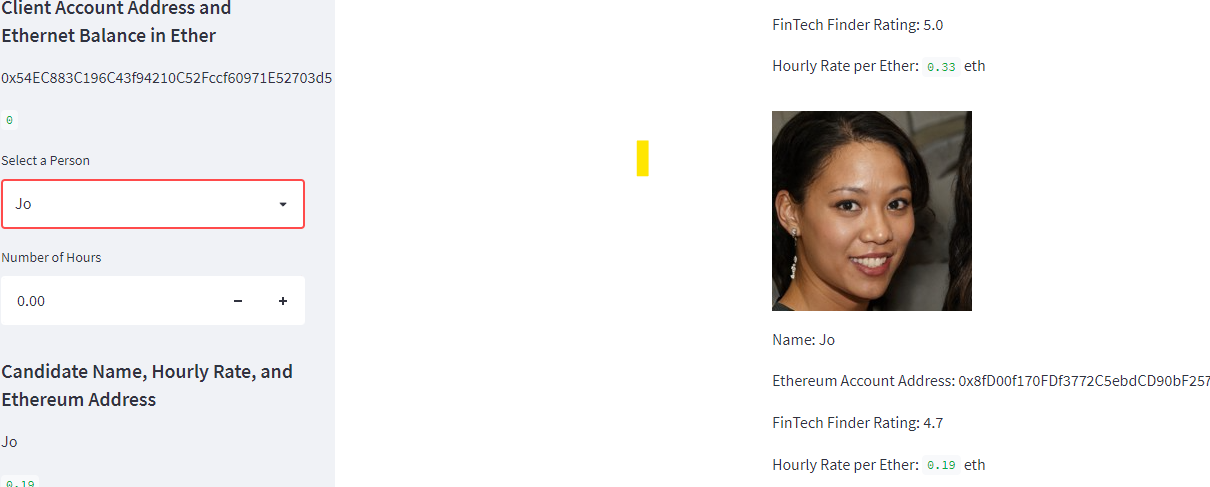 Client Account Address and
Ethernet Balance in Ether
0x54EC883C196C43f94210C52Fccf60971E52703d5
0
Select a Person
Jo
Number of Hours
0.00
Candidate Name, Hourly Rate, and
Ethereum Address
Jo
0.19
FinTech Finder Rating: 5.0
Hourly Rate per Ether: 0.33 eth
Name: Jo
Ethereum Account Address: 0x8fD00f170FDf3772C5ebdCD90bF257
FinTech Finder Rating: 4.7
Hourly Rate per Ether: 0.19 eth